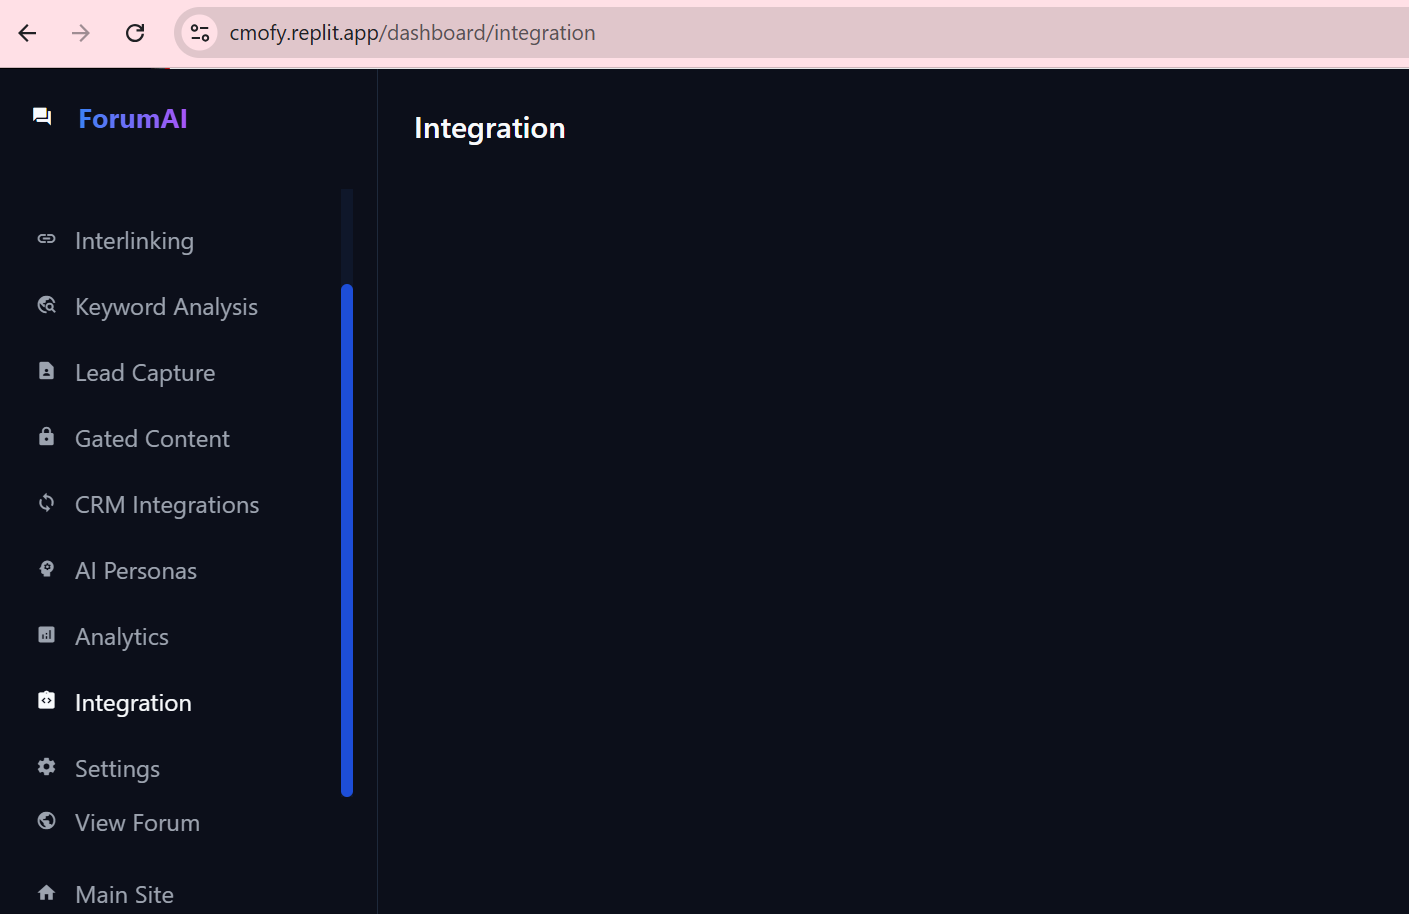 cmofy.replit.app/dashboard/integration
ForumAI
Integration
Interlinking
Keyword Analysis
Lead Capture
Gated Content
CRM Integrations
AI Personas
Analytics
Integration
Settings
View Forum
Main Site